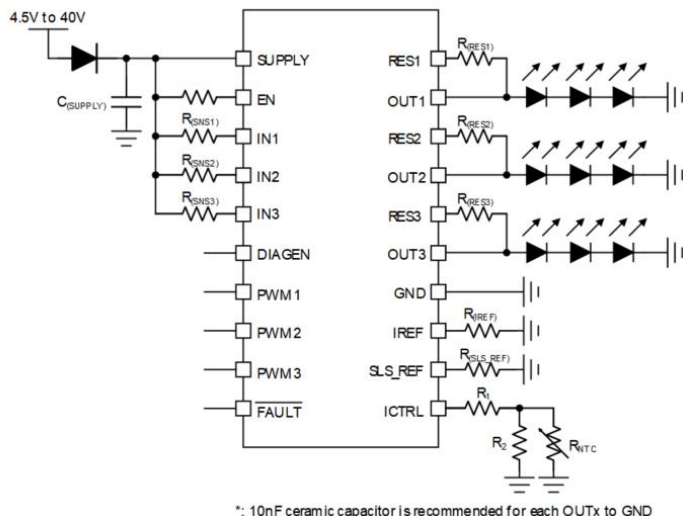 4.5V to 40V
SUPPLY
C(SUPPLY)
EN
R(SNS1)
IN1
R(SNS2)
IN2
R(SNS3)
IN3
DIAGEN
PWM1
PWM2
PWM3
FAULT
RES1
R(RES1)
OUT1
RES2
R(RES2)
OUT2
RES3
R(RES3)
OUT3
GND
IREF
R(IREF)
SLS_REF
R(SLS_REF)
ICTRL
R1
R2
RNTC
*: 10nF ceramic capacitor is recommended for each OUTx to GND